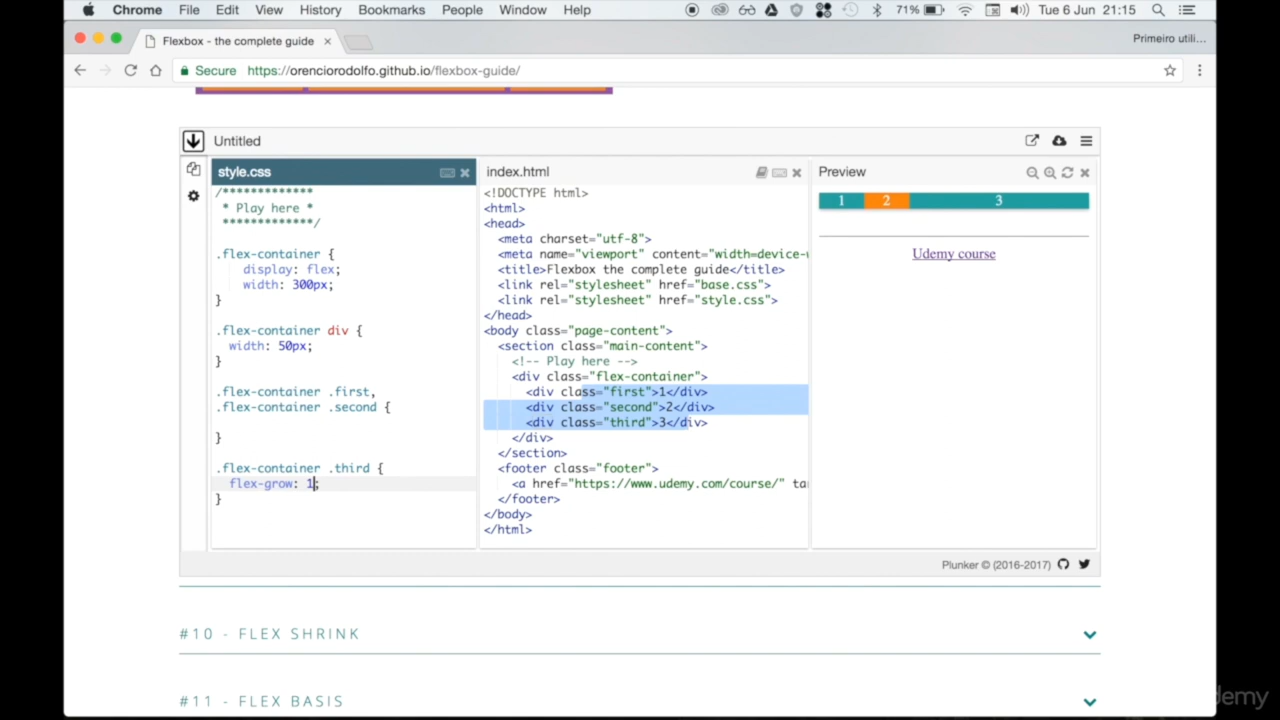 Chrome File Edit View History Bookmarks People Window Help 71% Tue 6 Jun 21:15
Flexbox - the complete guide × Primeiro utili...
Secure https://orenciorodolfo.github.io/flexbox-guide/
Untitled
style.css
/*************
* Play here *
*************/
.flex-container {
display: flex;
width: 300px;
}
.flex-container div {
width: 50px;
}
.flex-container .first,
.flex-container .second {
}
.flex-container .third {
flex-grow: 1;
}
index.html
<!DOCTYPE html>
<html>
<head>
<meta charset="utf-8">
<meta name="viewport" content="width=device-w
<title>Flexbox the complete guide</title>
<link rel="stylesheet" href="base.css">
<link rel="stylesheet" href="style.css">
</head>
<body class="page-content">
<section class="main-content">
<!-- Play here -->
<div class="flex-container">
<div class="first">1</div>
<div class="second">2</div>
<div class="third">3</div>
</div>
</section>
<footer class="footer">
<a href="https://www.udemy.com/course/" ta
</footer>
</body>
</html>
Preview
1 2 3
Udemy course
Plunker © (2016-2017)
#10 - FLEX SHRINK
#11 - FLEX BASIS
demy